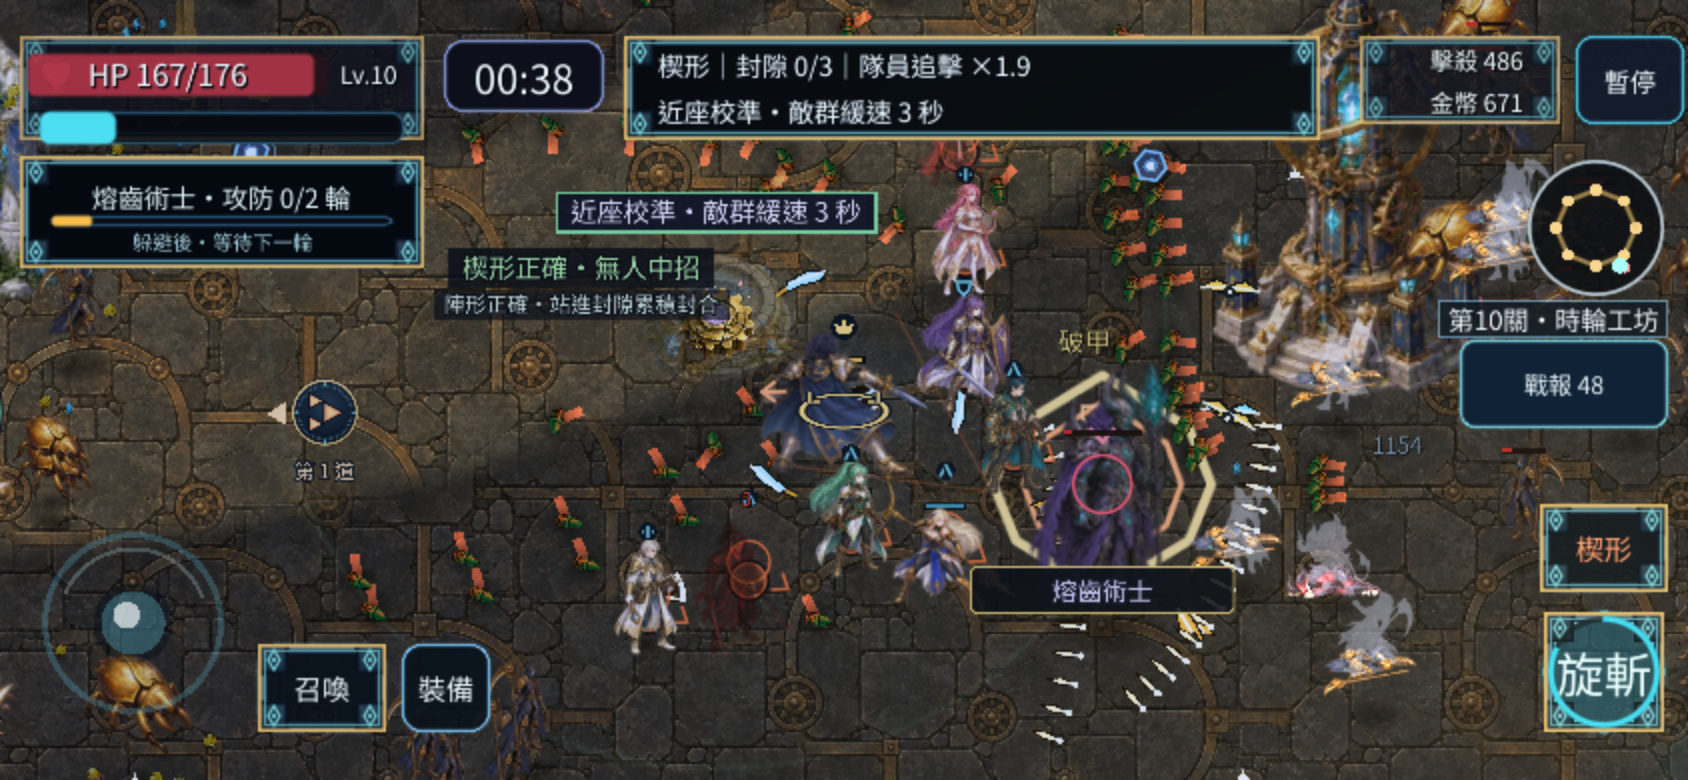 HP 167/176
Lv.10
00:38
楔形｜封隙 0/3｜隊員追擊 ×1.9
近座校準・敵群緩速 3 秒
擊殺 486
金幣 671
暫停
熔齒術士・攻防 0/2 輪
躲避後・等待下一輪
近座校準・敵群緩速 3 秒
楔形正確・無人中招
陣形正確・站進封隙累積封合
破甲
第10關・時輪工坊
戰報 48
1154
第 1 道
熔齒術士
楔形
召喚
裝備
旋斬